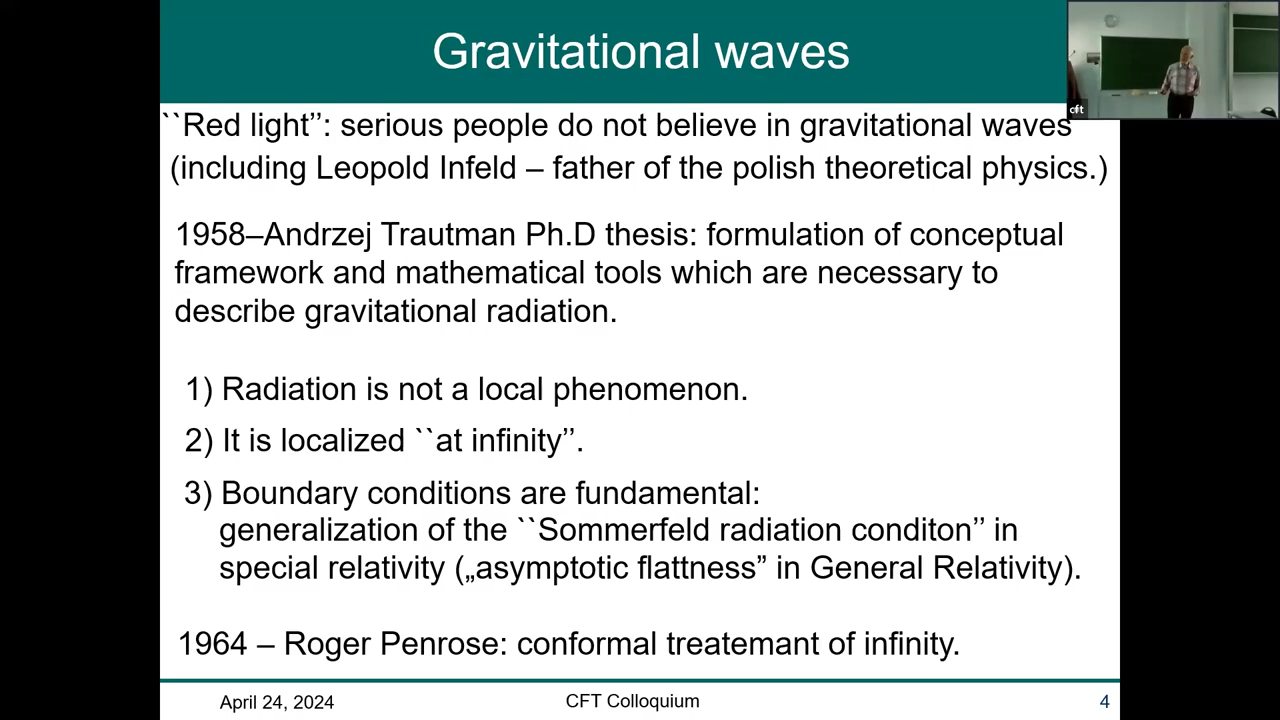 Gravitational waves
``Red light”: serious people do not believe in gravitational waves
(including Leopold Infeld – father of the polish theoretical physics.)
1958–Andrzej Trautman Ph.D thesis: formulation of conceptual
framework and mathematical tools which are necessary to
describe gravitational radiation.
1) Radiation is not a local phenomenon.
2) It is localized ``at infinity’’.
3) Boundary conditions are fundamental:
generalization of the ``Sommerfeld radiation conditon’’ in
special relativity („asymptotic flattness” in General Relativity).
1964 – Roger Penrose: conformal treatemant of infinity.
April 24, 2024
CFT Colloquium
4
cft